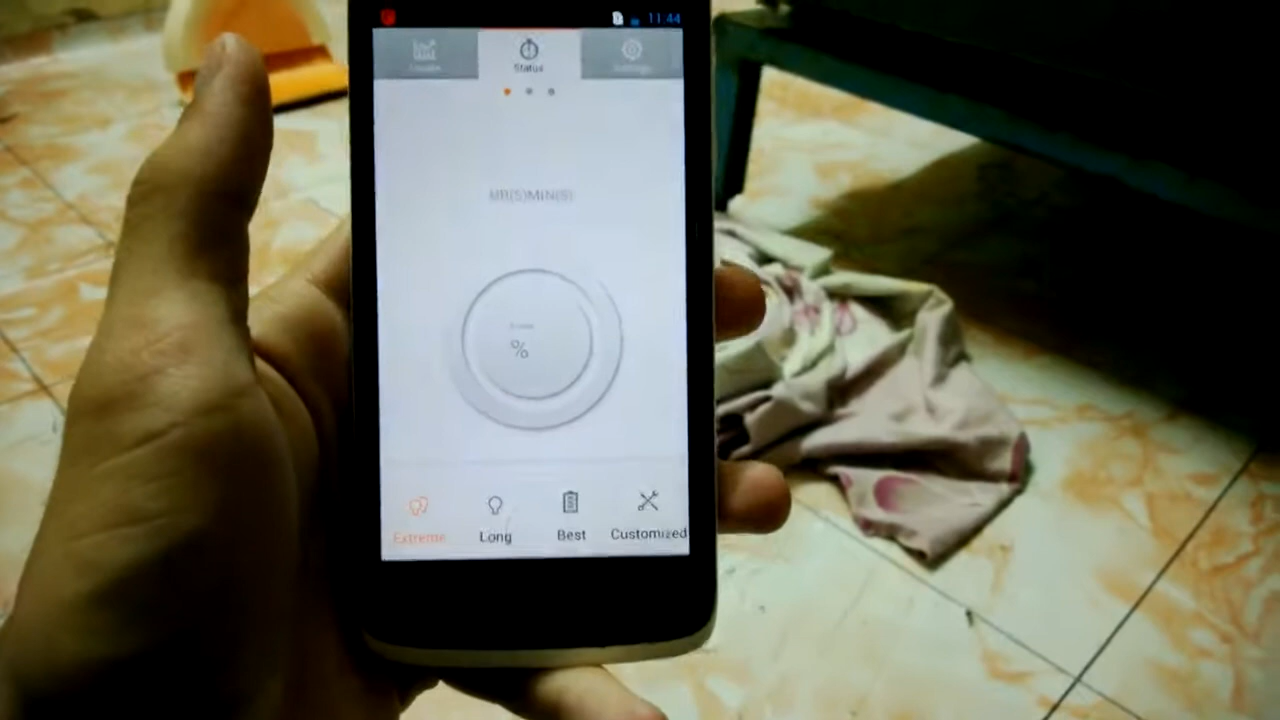 11:44
Status
HR(S)MIN(S)
%
Extreme
Long
Best
Customized